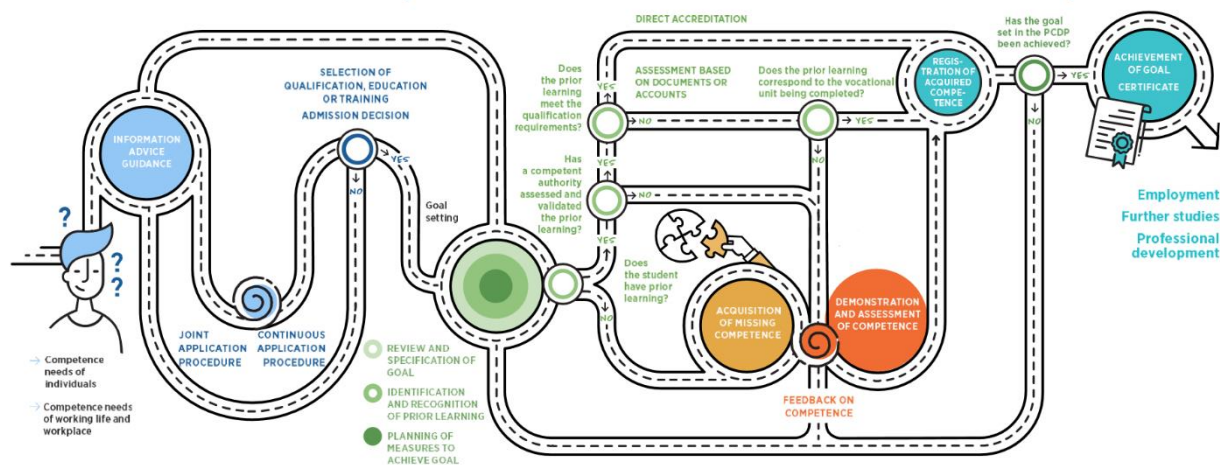 INFORMATION
ADVICE
GUIDANCE
?
?
?
→ Competence
needs of
individuals
→ Competence needs
of working life and
workplace
JOINT
APPLICATION
PROCEDURE
CONTINUOUS
APPLICATION
PROCEDURE
SELECTION OF
QUALIFICATION, EDUCATION
OR TRAINING
ADMISSION DECISION
→ YES
↓
NO
Goal
setting
REVIEW AND
SPECIFICATION OF
GOAL
IDENTIFICATION
AND RECOGNITION
OF PRIOR LEARNING
PLANNING OF
MEASURES TO
ACHIEVE GOAL
Does
the student
have prior
learning?
YES
NO
Has
a competent
authority
assessed and
validated
the prior
learning?
YES
→ NO
Does
the prior
learning
meet the
qualification
requirements?
YES
→ NO
DIRECT ACCREDITATION
ASSESSMENT BASED
ON DOCUMENTS OR
ACCOUNTS
Does the prior learning
correspond to the vocational
unit being completed?
→ YES
↓
NO
ACQUISITION
OF MISSING
COMPETENCE
DEMONSTRATION
AND ASSESSMENT
OF COMPETENCE
FEEDBACK ON
COMPETENCE
REGIS-
TRATION OF
ACQUIRED
COMPE-
TENCE
Has the goal
set in the PCDP
been achieved?
→ YES
↓
NO
ACHIEVEMENT
OF GOAL
CERTIFICATE
Employment
Further studies
Professional
development